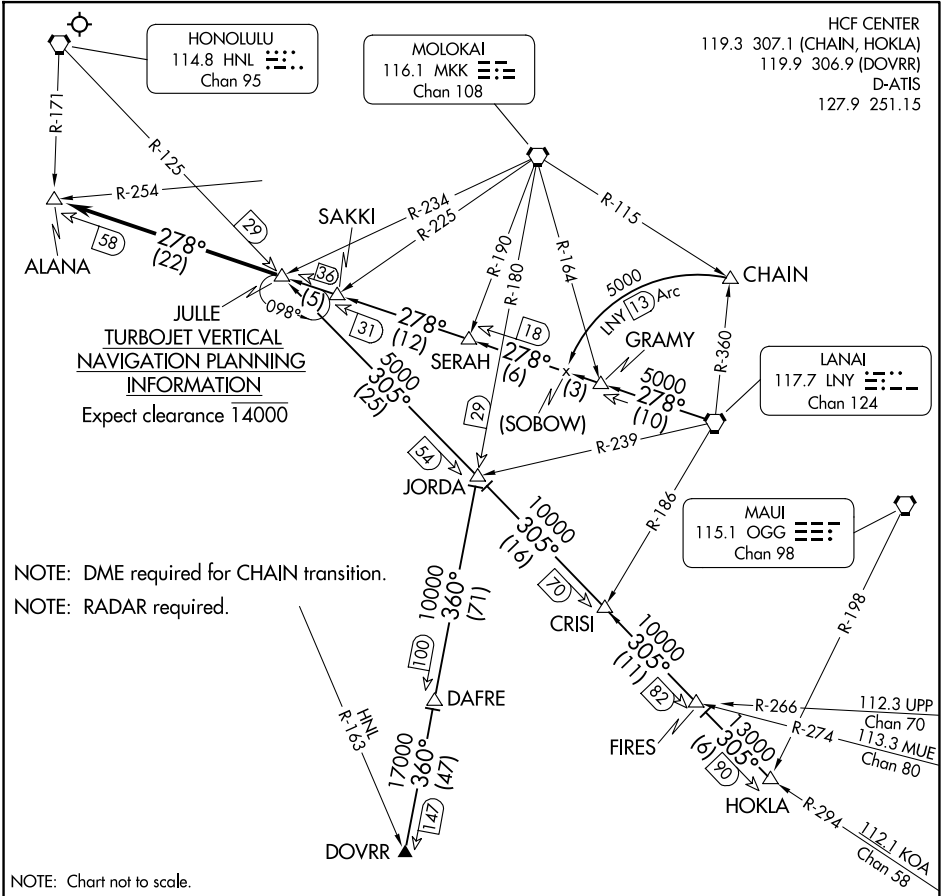 HCF CENTER
119.3 307.1 (CHAIN, HOKLA)
119.9 306.9 (DOVRR)
D-ATIS
127.9 251.15
HONOLULU
114.8 HNL
Chan 95
MOLOKAI
116.1 MKK
Chan 108
R-171
R-125
R-254
29
58
278°
(22)
ALANA
SAKKI
R-234
R-225
R-190
R-180
R-164
R-115
CHAIN
5000
LNY 13 Arc
36
(5)
098°
JULLE
31
278°
(12)
SERAH
18
278°
(6)
GRAMY
(3)
(SOBOW)
5000
278°
(10)
R-360
LANAI
117.7 LNY
Chan 124
TURBOJET VERTICAL
NAVIGATION PLANNING
INFORMATION
Expect clearance 14000
5000
305°
(25)
29
54
JORDA
R-239
R-186
MAUI
115.1 OGG
Chan 98
R-198
10000
305°
(16)
70
CRISI
NOTE: DME required for CHAIN transition.
NOTE: RADAR required.
10000
360°
(71)
100
DAFRE
10000
305°
(11)
82
FIRES
R-266
112.3 UPP
Chan 70
R-274
113.3 MUE
Chan 80
13000
305°
(6)
90
HOKLA
R-294
112.1 KOA
Chan 58
HNL
R-163
17000
360°
(47)
147
DOVRR
NOTE: Chart not to scale.